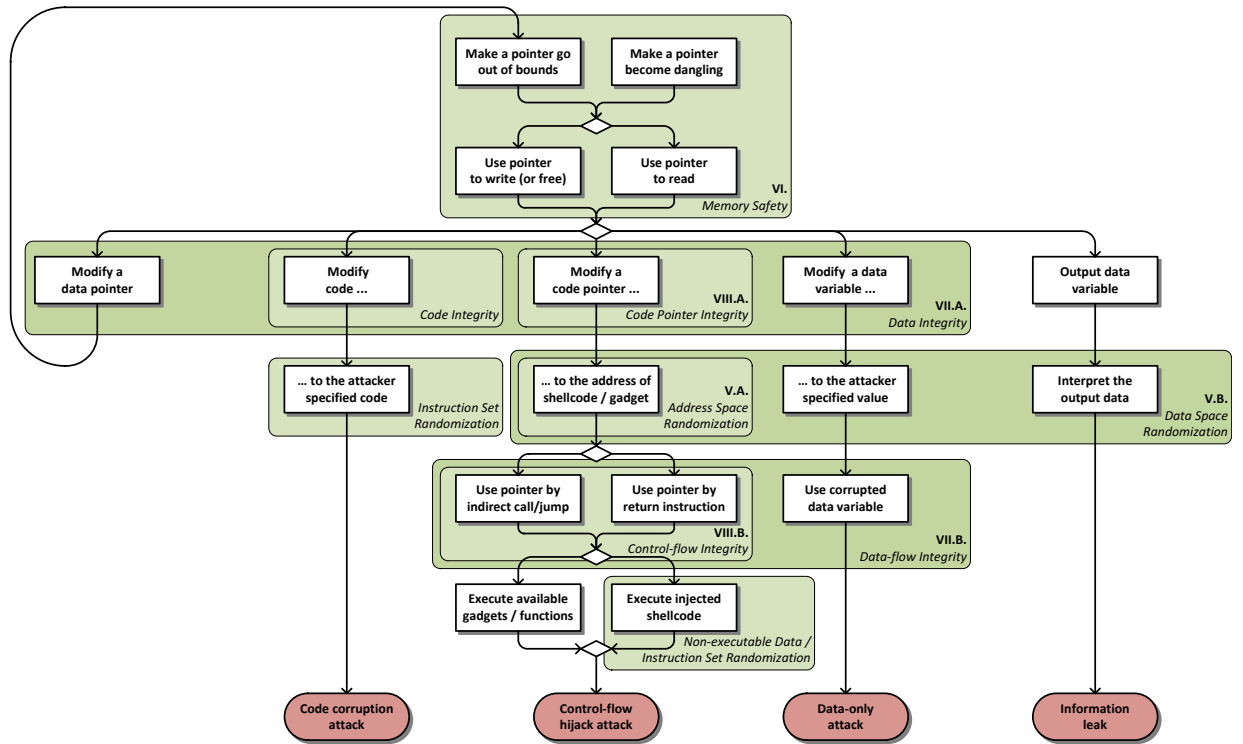 Make a pointer go
out of bounds
Make a pointer
become dangling
Use pointer
to write (or free)
Use pointer
to read
VI.
Memory Safety
Modify a
data pointer
Modify
code ...
Code Integrity
Modify a
code pointer ...
VIII.A.
Code Pointer Integrity
Modify a data
variable ...
VII.A.
Data Integrity
Output data
variable
... to the attacker
specified code
Instruction Set
Randomization
... to the address of
shellcode / gadget
V.A.
Address Space
Randomization
... to the attacker
specified value
Interpret the
output data
V.B.
Data Space
Randomization
Use pointer by
indirect call/jump
Use pointer by
return instruction
VIII.B.
Control-flow Integrity
Use corrupted
data variable
VII.B.
Data-flow Integrity
Execute available
gadgets / functions
Execute injected
shellcode
Non-executable Data /
Instruction Set Randomization
Code corruption
attack
Control-flow
hijack attack
Data-only
attack
Information
leak